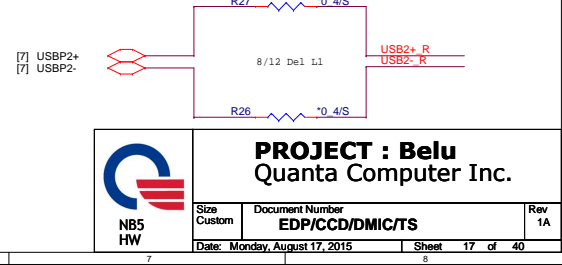 R27 *0_4/S
[7] USBP2+
[7] USBP2-
USB2+_R
USB2-_R
8/12 Del L1
R26 *0_4/S
PROJECT : Belu
Quanta Computer Inc.
NB5
HW
Size Custom
Document Number
EDP/CCD/DMIC/TS
Rev
1A
Date: Monday, August 17, 2015 Sheet 17 of 40
7 8